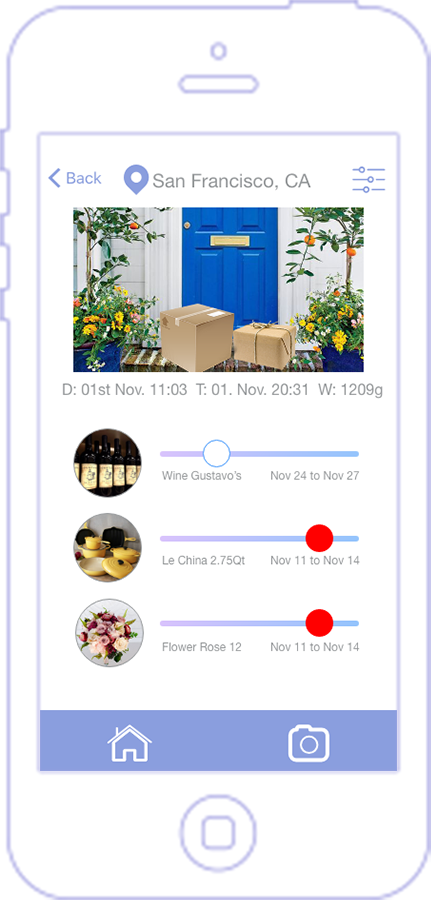 Back
San Francisco, CA
D: 01st Nov. 11:03 T: 01. Nov. 20:31 W: 1209g
Wine Gustavo's Nov 24 to Nov 27
Le China 2.75Qt Nov 11 to Nov 14
Flower Rose 12 Nov 11 to Nov 14